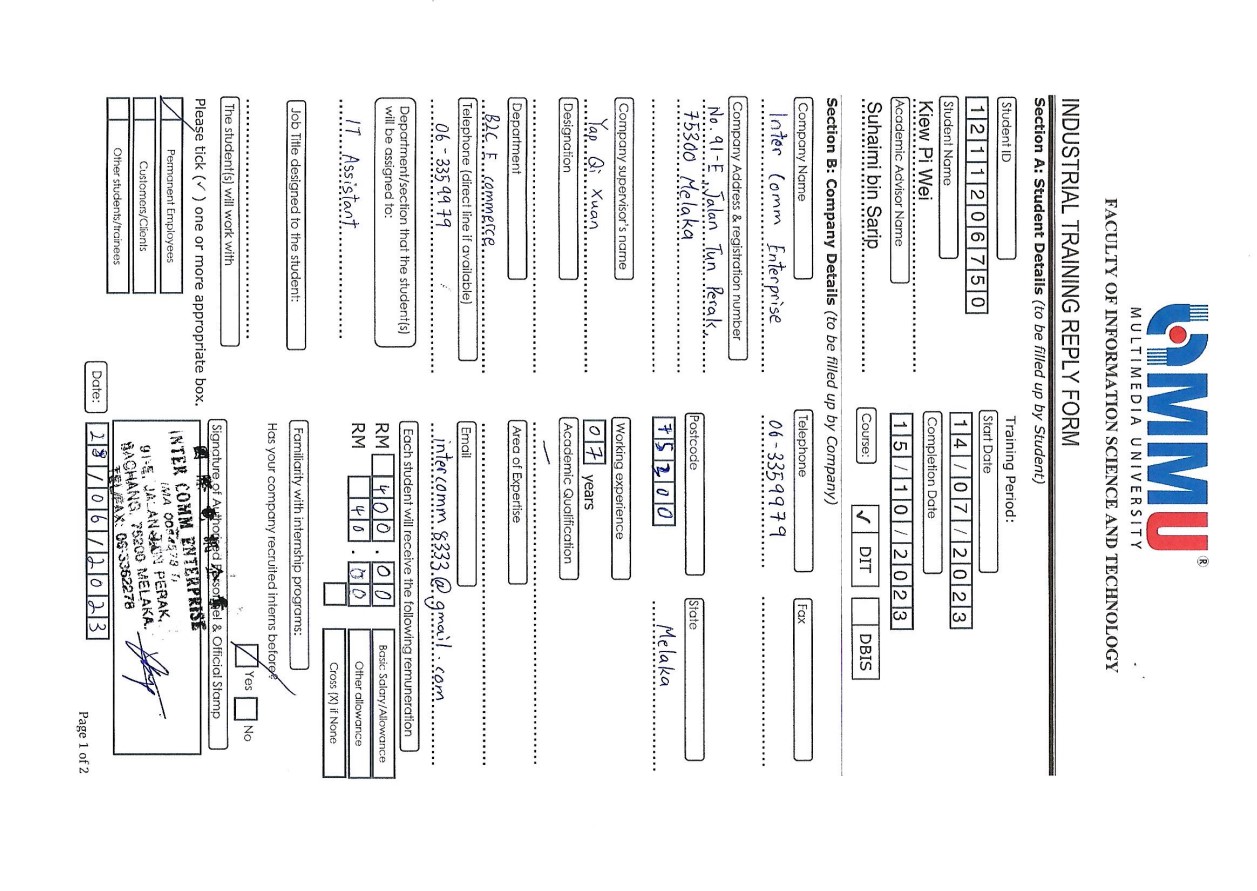 MMU®
MULTIMEDIA UNIVERSITY
FACULTY OF INFORMATION SCIENCE AND TECHNOLOGY
INDUSTRIAL TRAINING REPLY FORM
Section A: Student Details (to be filled up by Student)
Student ID
1211206750
Student Name
Kiew Pi Wei
Academic Advisor Name
Suhaimi bin Sarip
Training Period:
Start Date
14/07/2023
Completion Date
15/10/2023
Course:
✓ DIT
DBIS
Section B: Company Details (to be filled up by Company)
Company Name
Inter Comm Enterprise
Telephone
06-3359979
Fax
Company Address & registration number
No. 91-E, Jalan Tun Perak,
75300 Melaka
Postcode
75200
State
Melaka
Company supervisor's name
Yap Qi Xuan
Working experience
07 years
Designation
Academic Qualification
Department
B2C E commerce
Area of Expertise
Telephone (direct line if available)
06-3359979
Email
intercomm8333@gmail.com
Department/section that the student(s)
will be assigned to:
IT Assistant
Each student will receive the following remuneration
RM 400.00 Basic Salary/Allowance
RM 40.00 Other allowance
Cross (X) if None
Job Title designed to the student:
Familiarity with internship programs:
Has your company recruited interns before?
Yes
No
The student(s) will work with
Please tick (✓) one or more appropriate box.
Permanent Employees
Customers/Clients
Other students/trainees
Signature of Authorised Personnel & Official Stamp
INTER COMM ENTERPRISE
91-E, JALAN TUN PERAK,
BACHANG, 75200 MELAKA.
TEL/FAX: 06-3352278
Date:
28/06/2023
Page 1 of 2